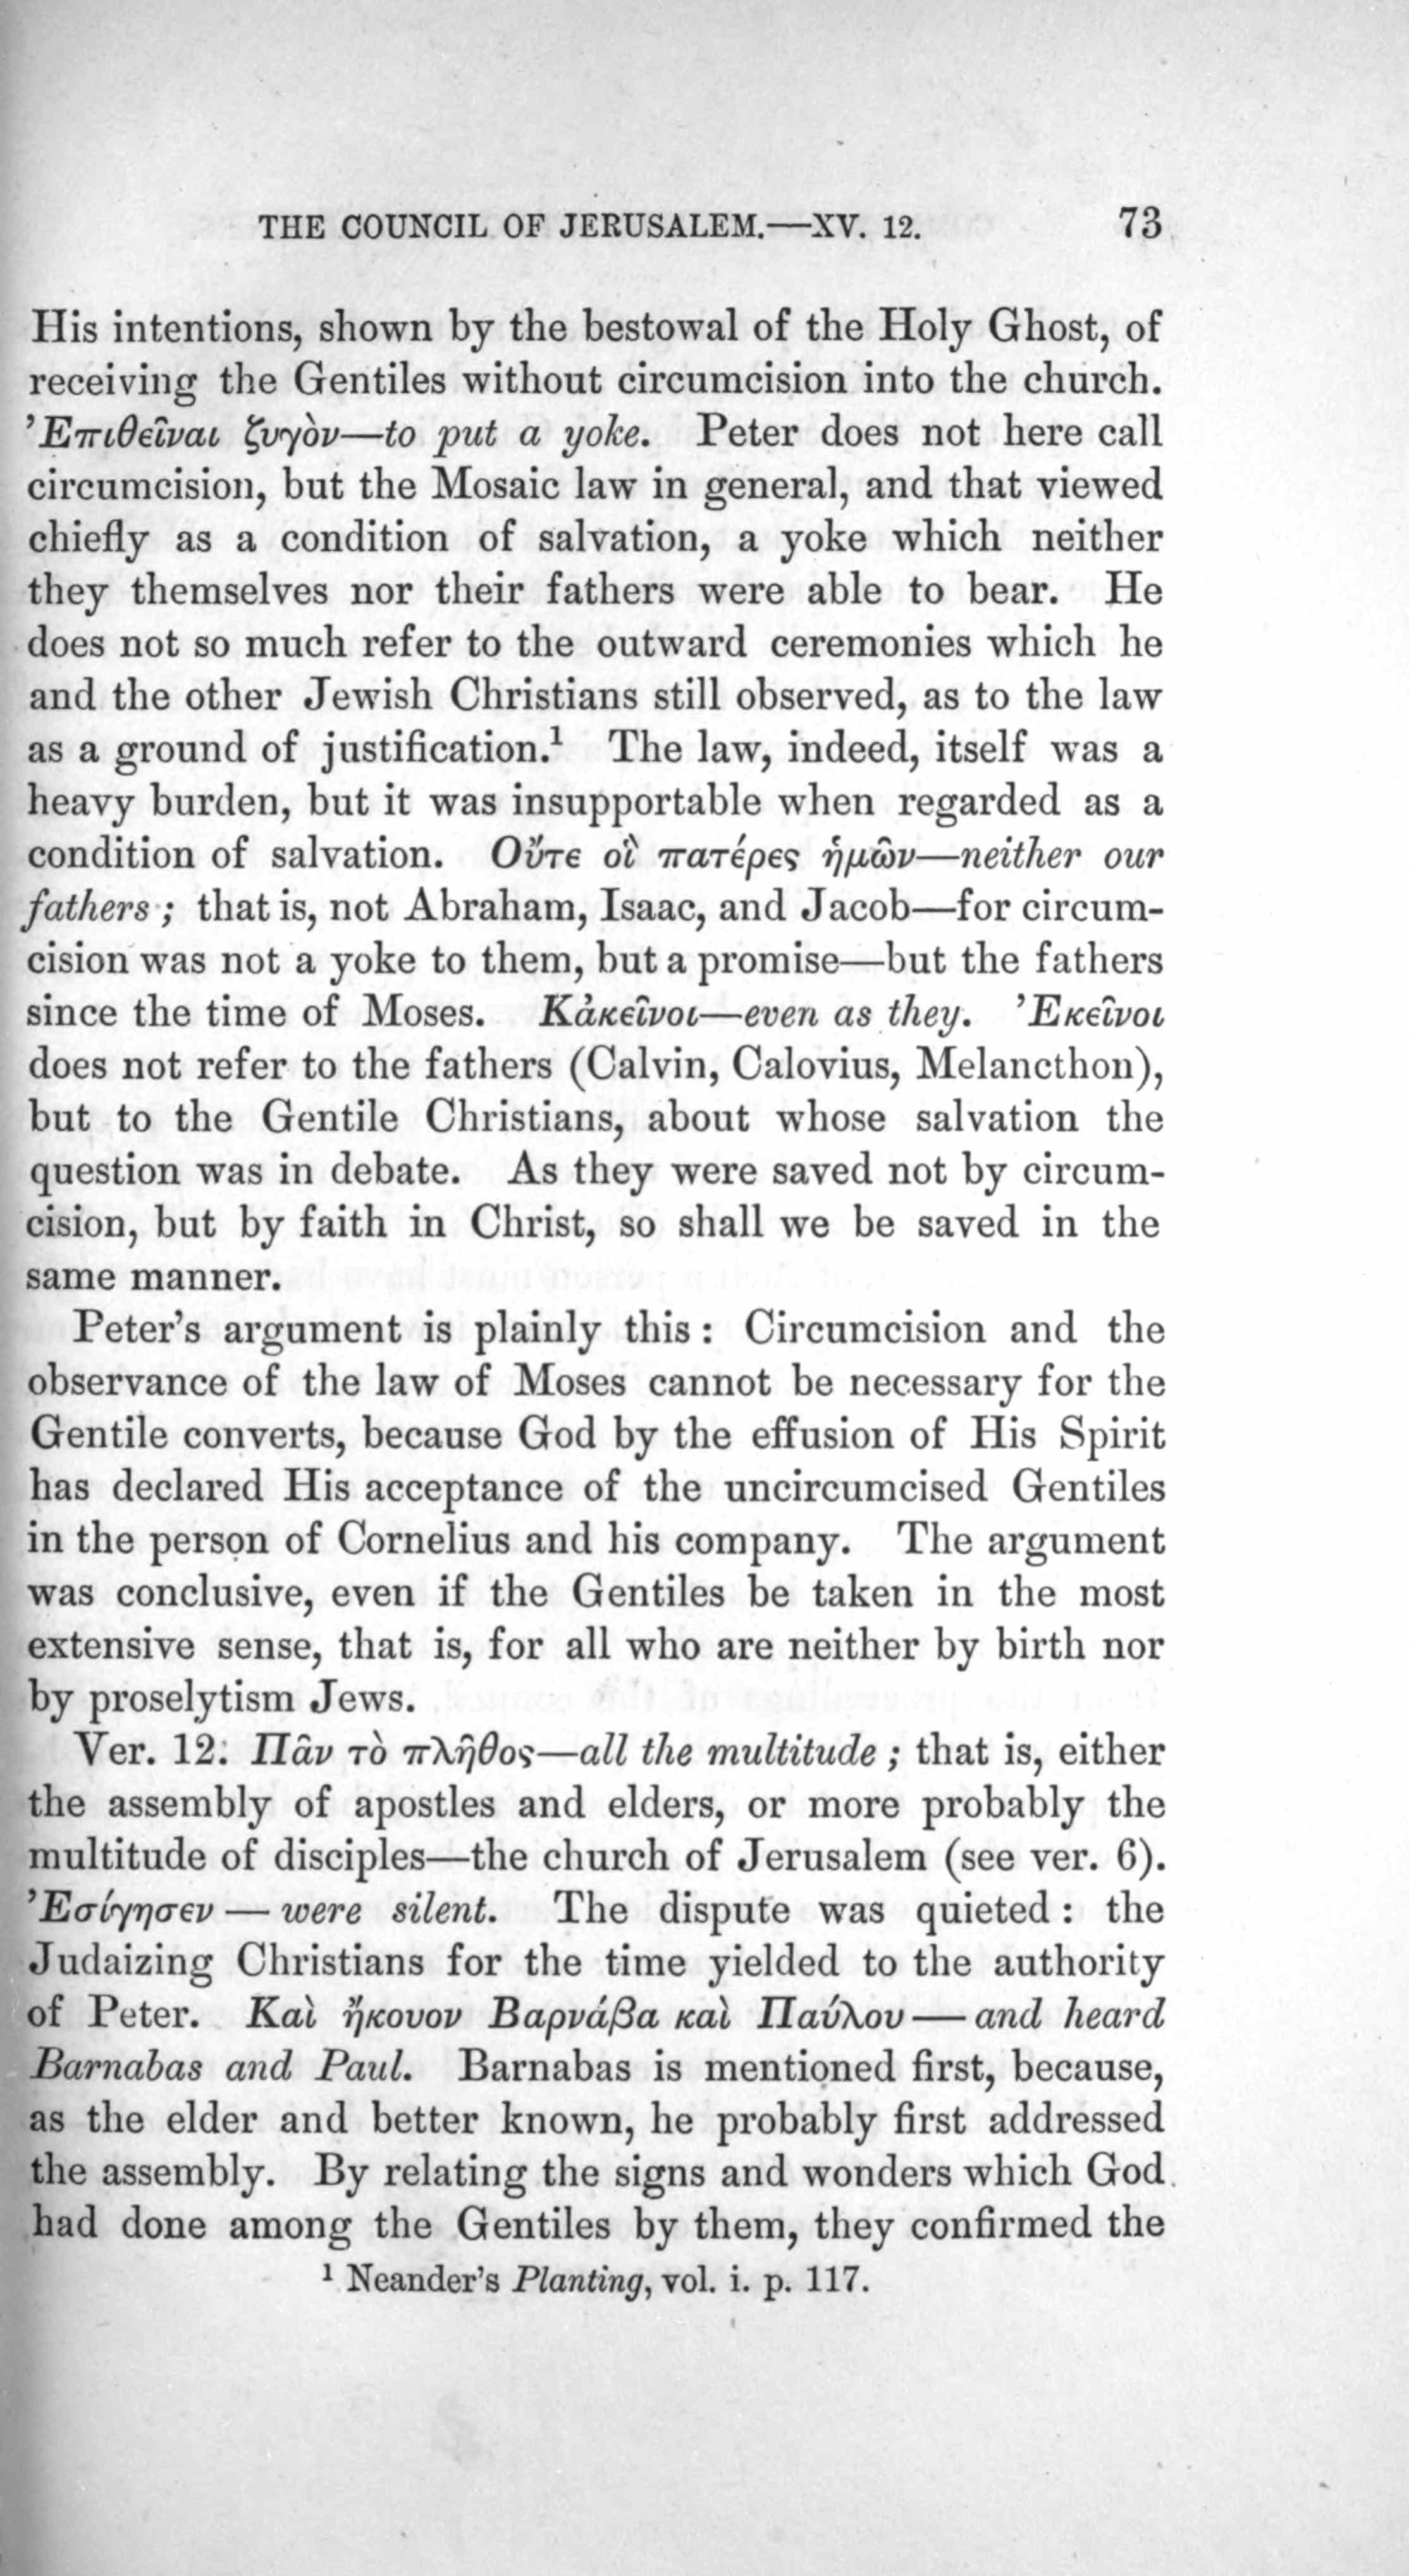 THE COUNCIL OF JERUSALEM.—XV. 12. 73
His intentions, shown by the bestowal of the Holy Ghost, of
receiving the Gentiles without circumcision into the church.
Ἐπιθεῖναι ζυγὸν—to put a yoke. Peter does not here call
circumcision, but the Mosaic law in general, and that viewed
chiefly as a condition of salvation, a yoke which neither
they themselves nor their fathers were able to bear. He
does not so much refer to the outward ceremonies which he
and the other Jewish Christians still observed, as to the law
as a ground of justification.¹ The law, indeed, itself was a
heavy burden, but it was insupportable when regarded as a
condition of salvation. Οὔτε οἳ πατέρες ἡμῶν—neither our
fathers; that is, not Abraham, Isaac, and Jacob—for circum-
cision was not a yoke to them, but a promise—but the fathers
since the time of Moses. Κἀκεῖνοι—even as they. Ἐκεῖνοι
does not refer to the fathers (Calvin, Calovius, Melancthon),
but to the Gentile Christians, about whose salvation the
question was in debate. As they were saved not by circum-
cision, but by faith in Christ, so shall we be saved in the
same manner.
Peter's argument is plainly this: Circumcision and the
observance of the law of Moses cannot be necessary for the
Gentile converts, because God by the effusion of His Spirit
has declared His acceptance of the uncircumcised Gentiles
in the person of Cornelius and his company. The argument
was conclusive, even if the Gentiles be taken in the most
extensive sense, that is, for all who are neither by birth nor
by proselytism Jews.
Ver. 12: Πᾶν τὸ πλῆθος—all the multitude; that is, either
the assembly of apostles and elders, or more probably the
multitude of disciples—the church of Jerusalem (see ver. 6).
Ἐσίγησεν — were silent. The dispute was quieted: the
Judaizing Christians for the time yielded to the authority
of Peter. Καὶ ἤκουον Βαρνάβα καὶ Παύλου — and heard
Barnabas and Paul. Barnabas is mentioned first, because,
as the elder and better known, he probably first addressed
the assembly. By relating the signs and wonders which God
had done among the Gentiles by them, they confirmed the
¹ Neander's Planting, vol. i. p. 117.